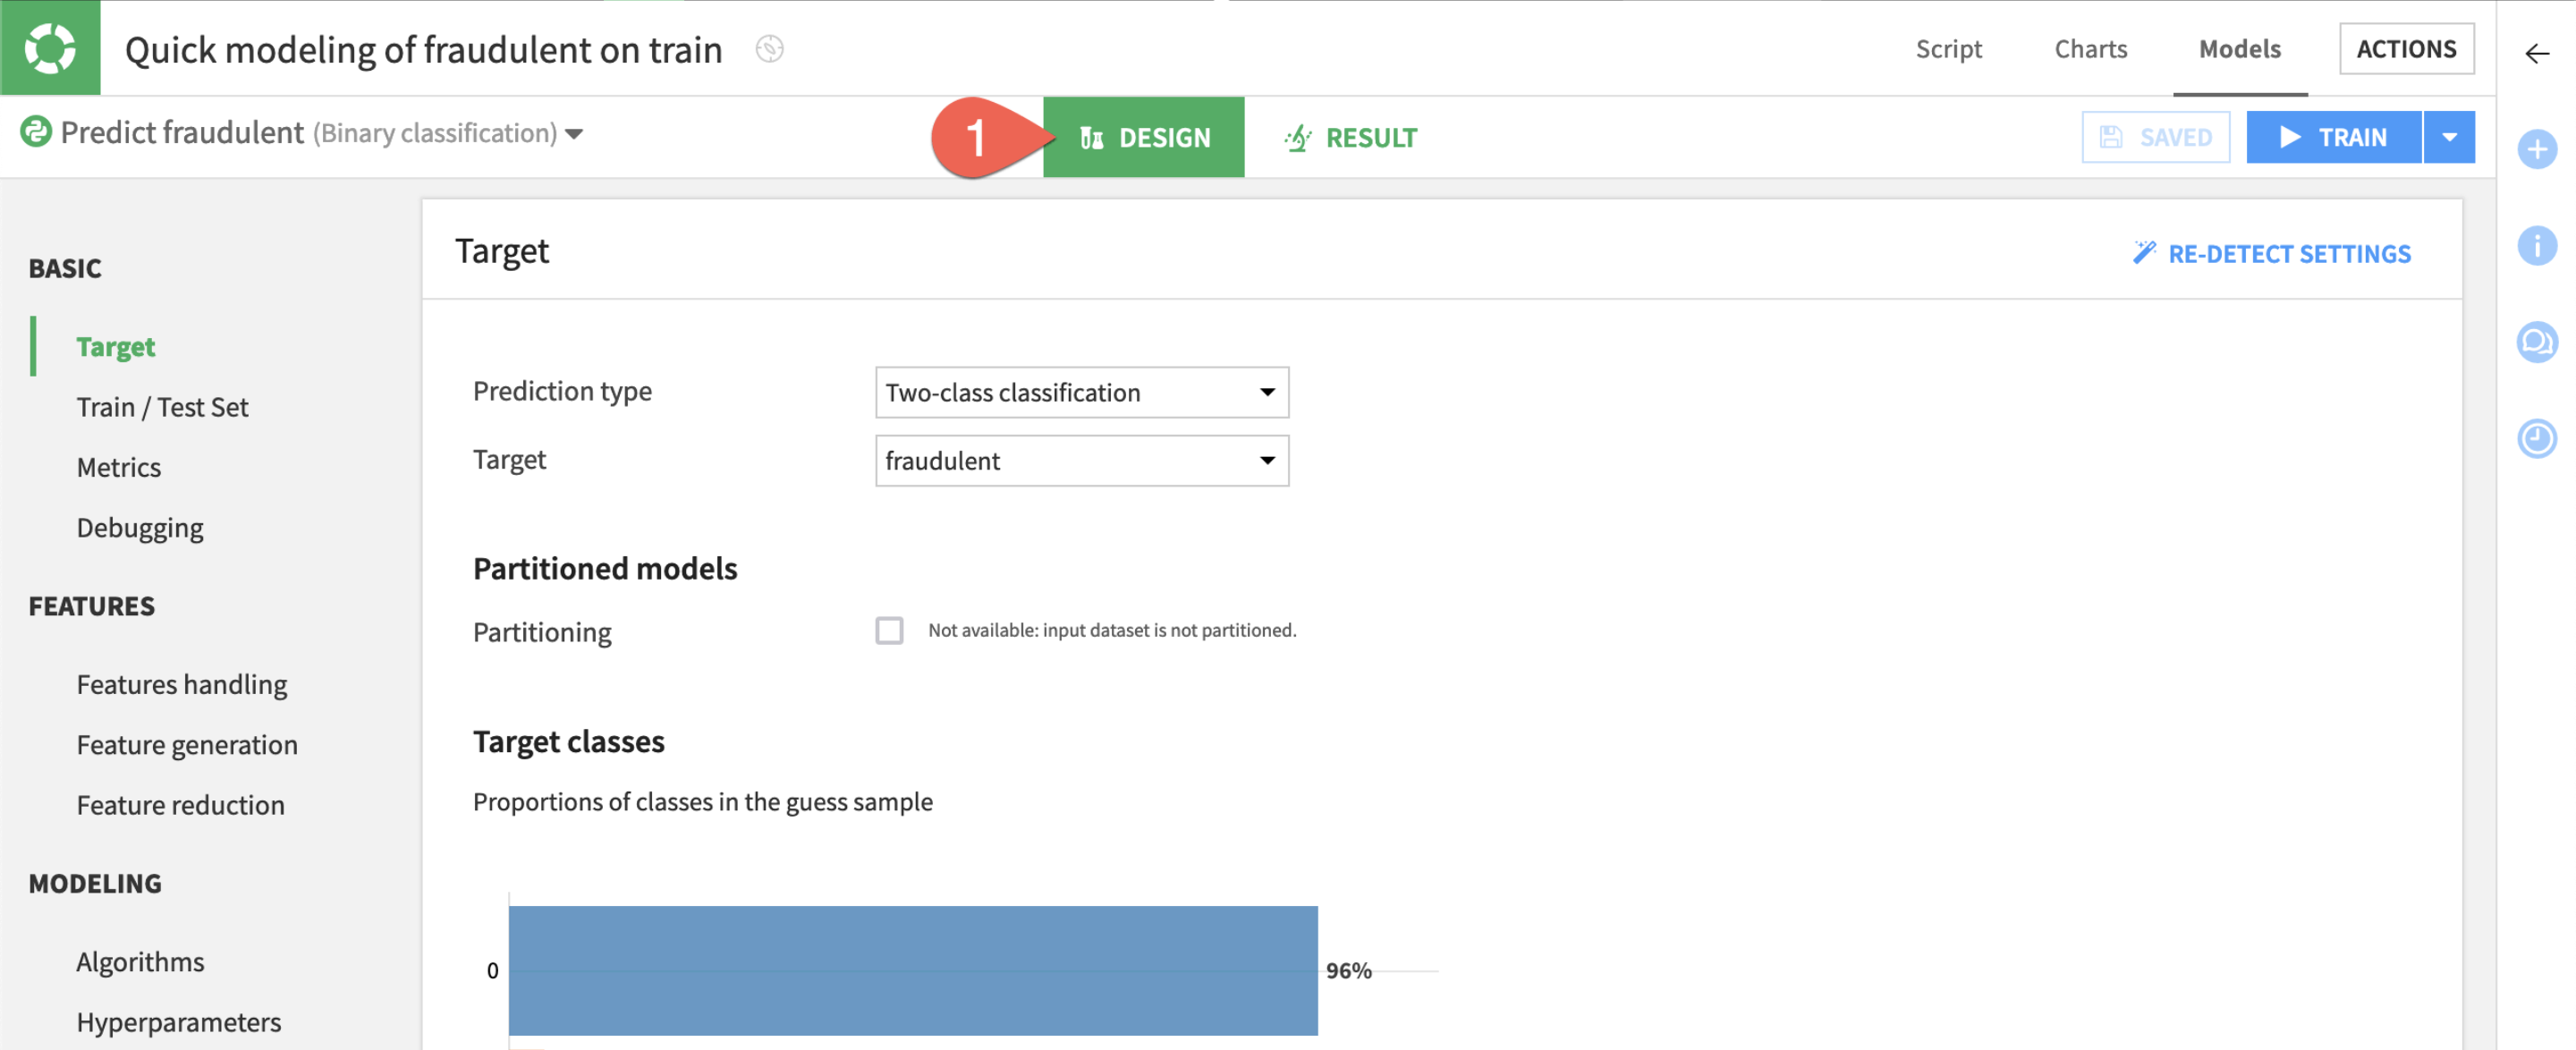 Quick modeling of fraudulent on train
Script Charts Models ACTIONS
Predict fraudulent (Binary classification)
1 DESIGN RESULT
SAVED TRAIN
BASIC
Target
Train / Test Set
Metrics
Debugging
FEATURES
Features handling
Feature generation
Feature reduction
MODELING
Algorithms
Hyperparameters
Target
RE-DETECT SETTINGS
Prediction type Two-class classification
Target fraudulent
Partitioned models
Partitioning Not available: input dataset is not partitioned.
Target classes
Proportions of classes in the guess sample
0 96%